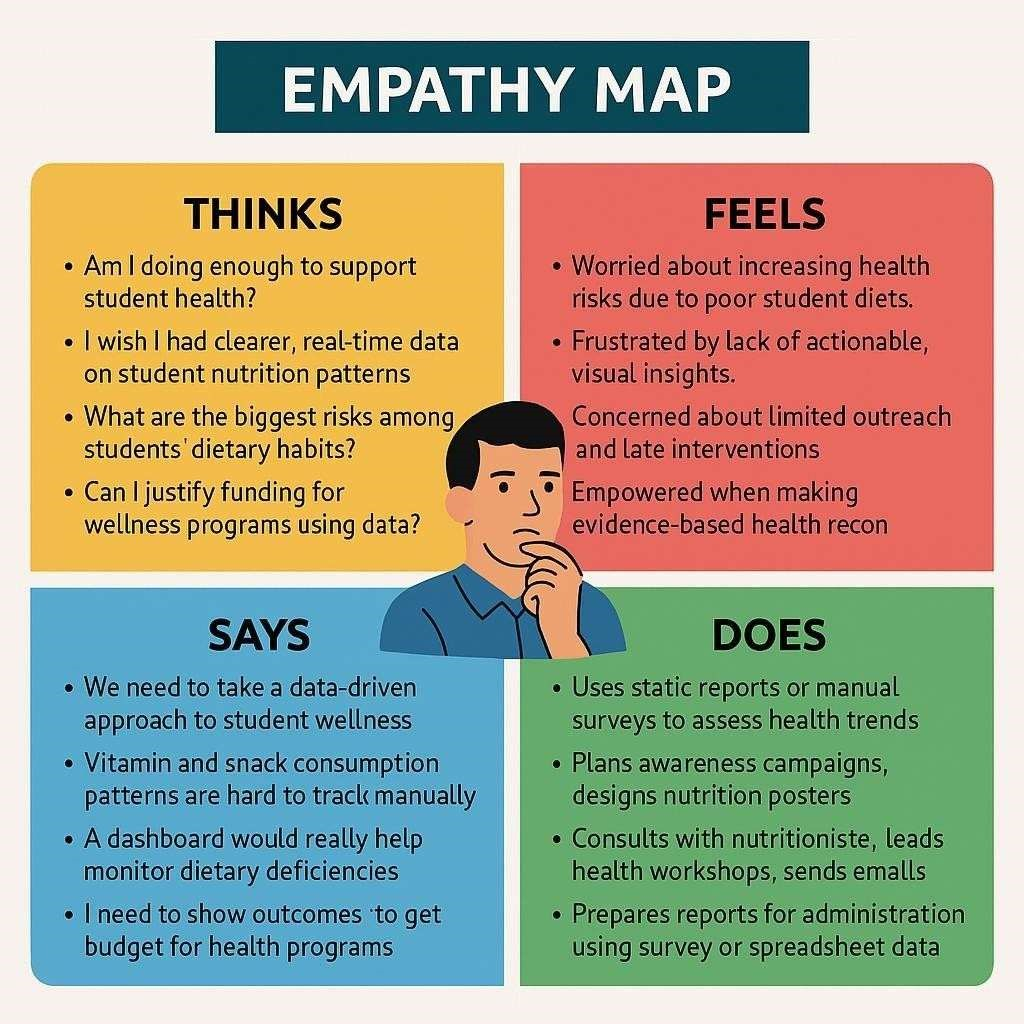 EMPATHY MAP
THINKS
• Am I doing enough to support
student health?
• I wish I had clearer, real-time data
on student nutrition patterns
• What are the biggest risks among
students' dietary habits?
• Can I justify funding for
wellness programs using data?
FEELS
• Worried about increasing health
risks due to poor student diets.
• Frustrated by lack of actionable,
visual insights.
Concerned about limited outreach
and late interventions
Empowered when making
evidence-based health recon
SAYS
• We need to take a data-driven
approach to student wellness
• Vitamin and snack consumption
patterns are hard to track manually
• A dashboard would really help
monitor dietary deficiencies
• I need to show outcomes to get
budget for health programs
DOES
• Uses static reports or manual
surveys to assess health trends
• Plans awareness campaigns,
designs nutrition posters
• Consults with nutritioniste, leads
health workshops, sends emalls
• Prepares reports for administration
using survey or spreadsheet data